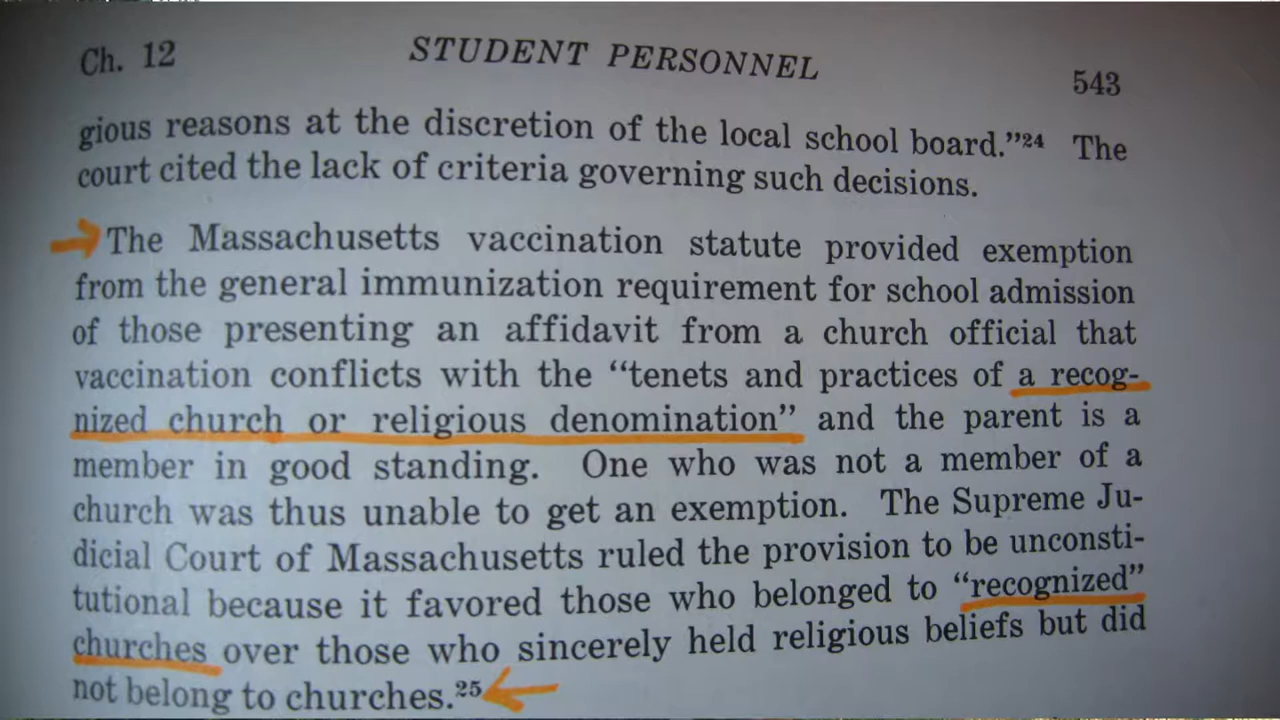 Ch. 12 STUDENT PERSONNEL 543
gious reasons at the discretion of the local school board.”24 The
court cited the lack of criteria governing such decisions.
The Massachusetts vaccination statute provided exemption
from the general immunization requirement for school admission
of those presenting an affidavit from a church official that
vaccination conflicts with the “tenets and practices of a recog-
nized church or religious denomination” and the parent is a
member in good standing. One who was not a member of a
church was thus unable to get an exemption. The Supreme Ju-
dicial Court of Massachusetts ruled the provision to be unconsti-
tutional because it favored those who belonged to “recognized”
churches over those who sincerely held religious beliefs but did
not belong to churches.25